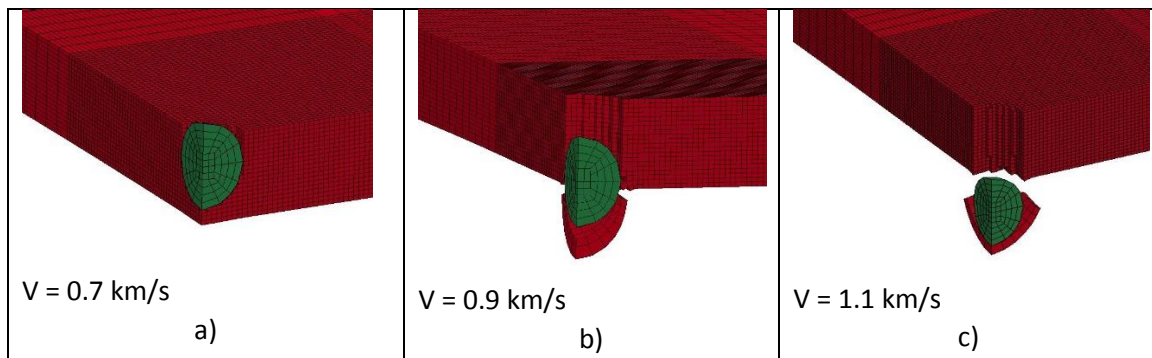 V = 0.7 km/s
a)
V = 0.9 km/s
b)
V = 1.1 km/s
c)